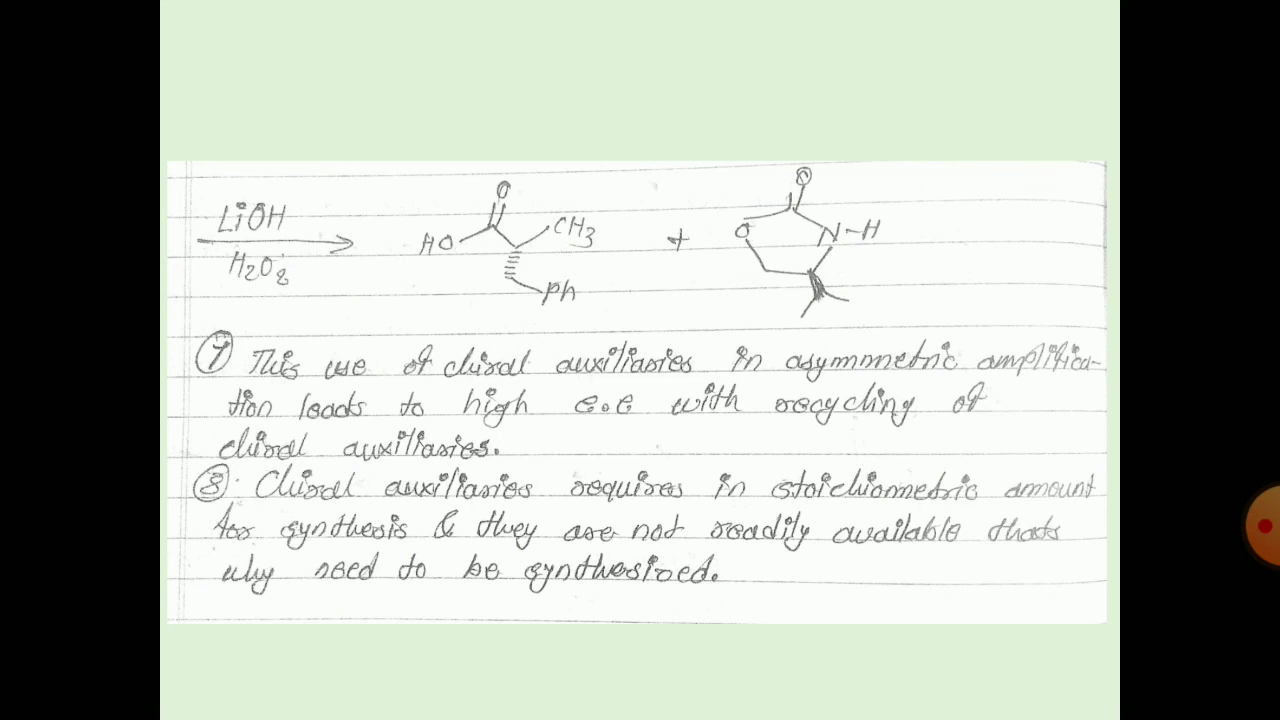 LiOH
H2O2
O
HO
CH3
Ph
+
O
O
N-H
7 This use of chiral auxiliaries in asymmetric amplifica-
tion leads to high e.e with recycling of
chiral auxiliaries.
8. Chiral auxiliaries requires in stoichiometric amount
for synthesis & they are not readily available thats
why need to be synthesized.